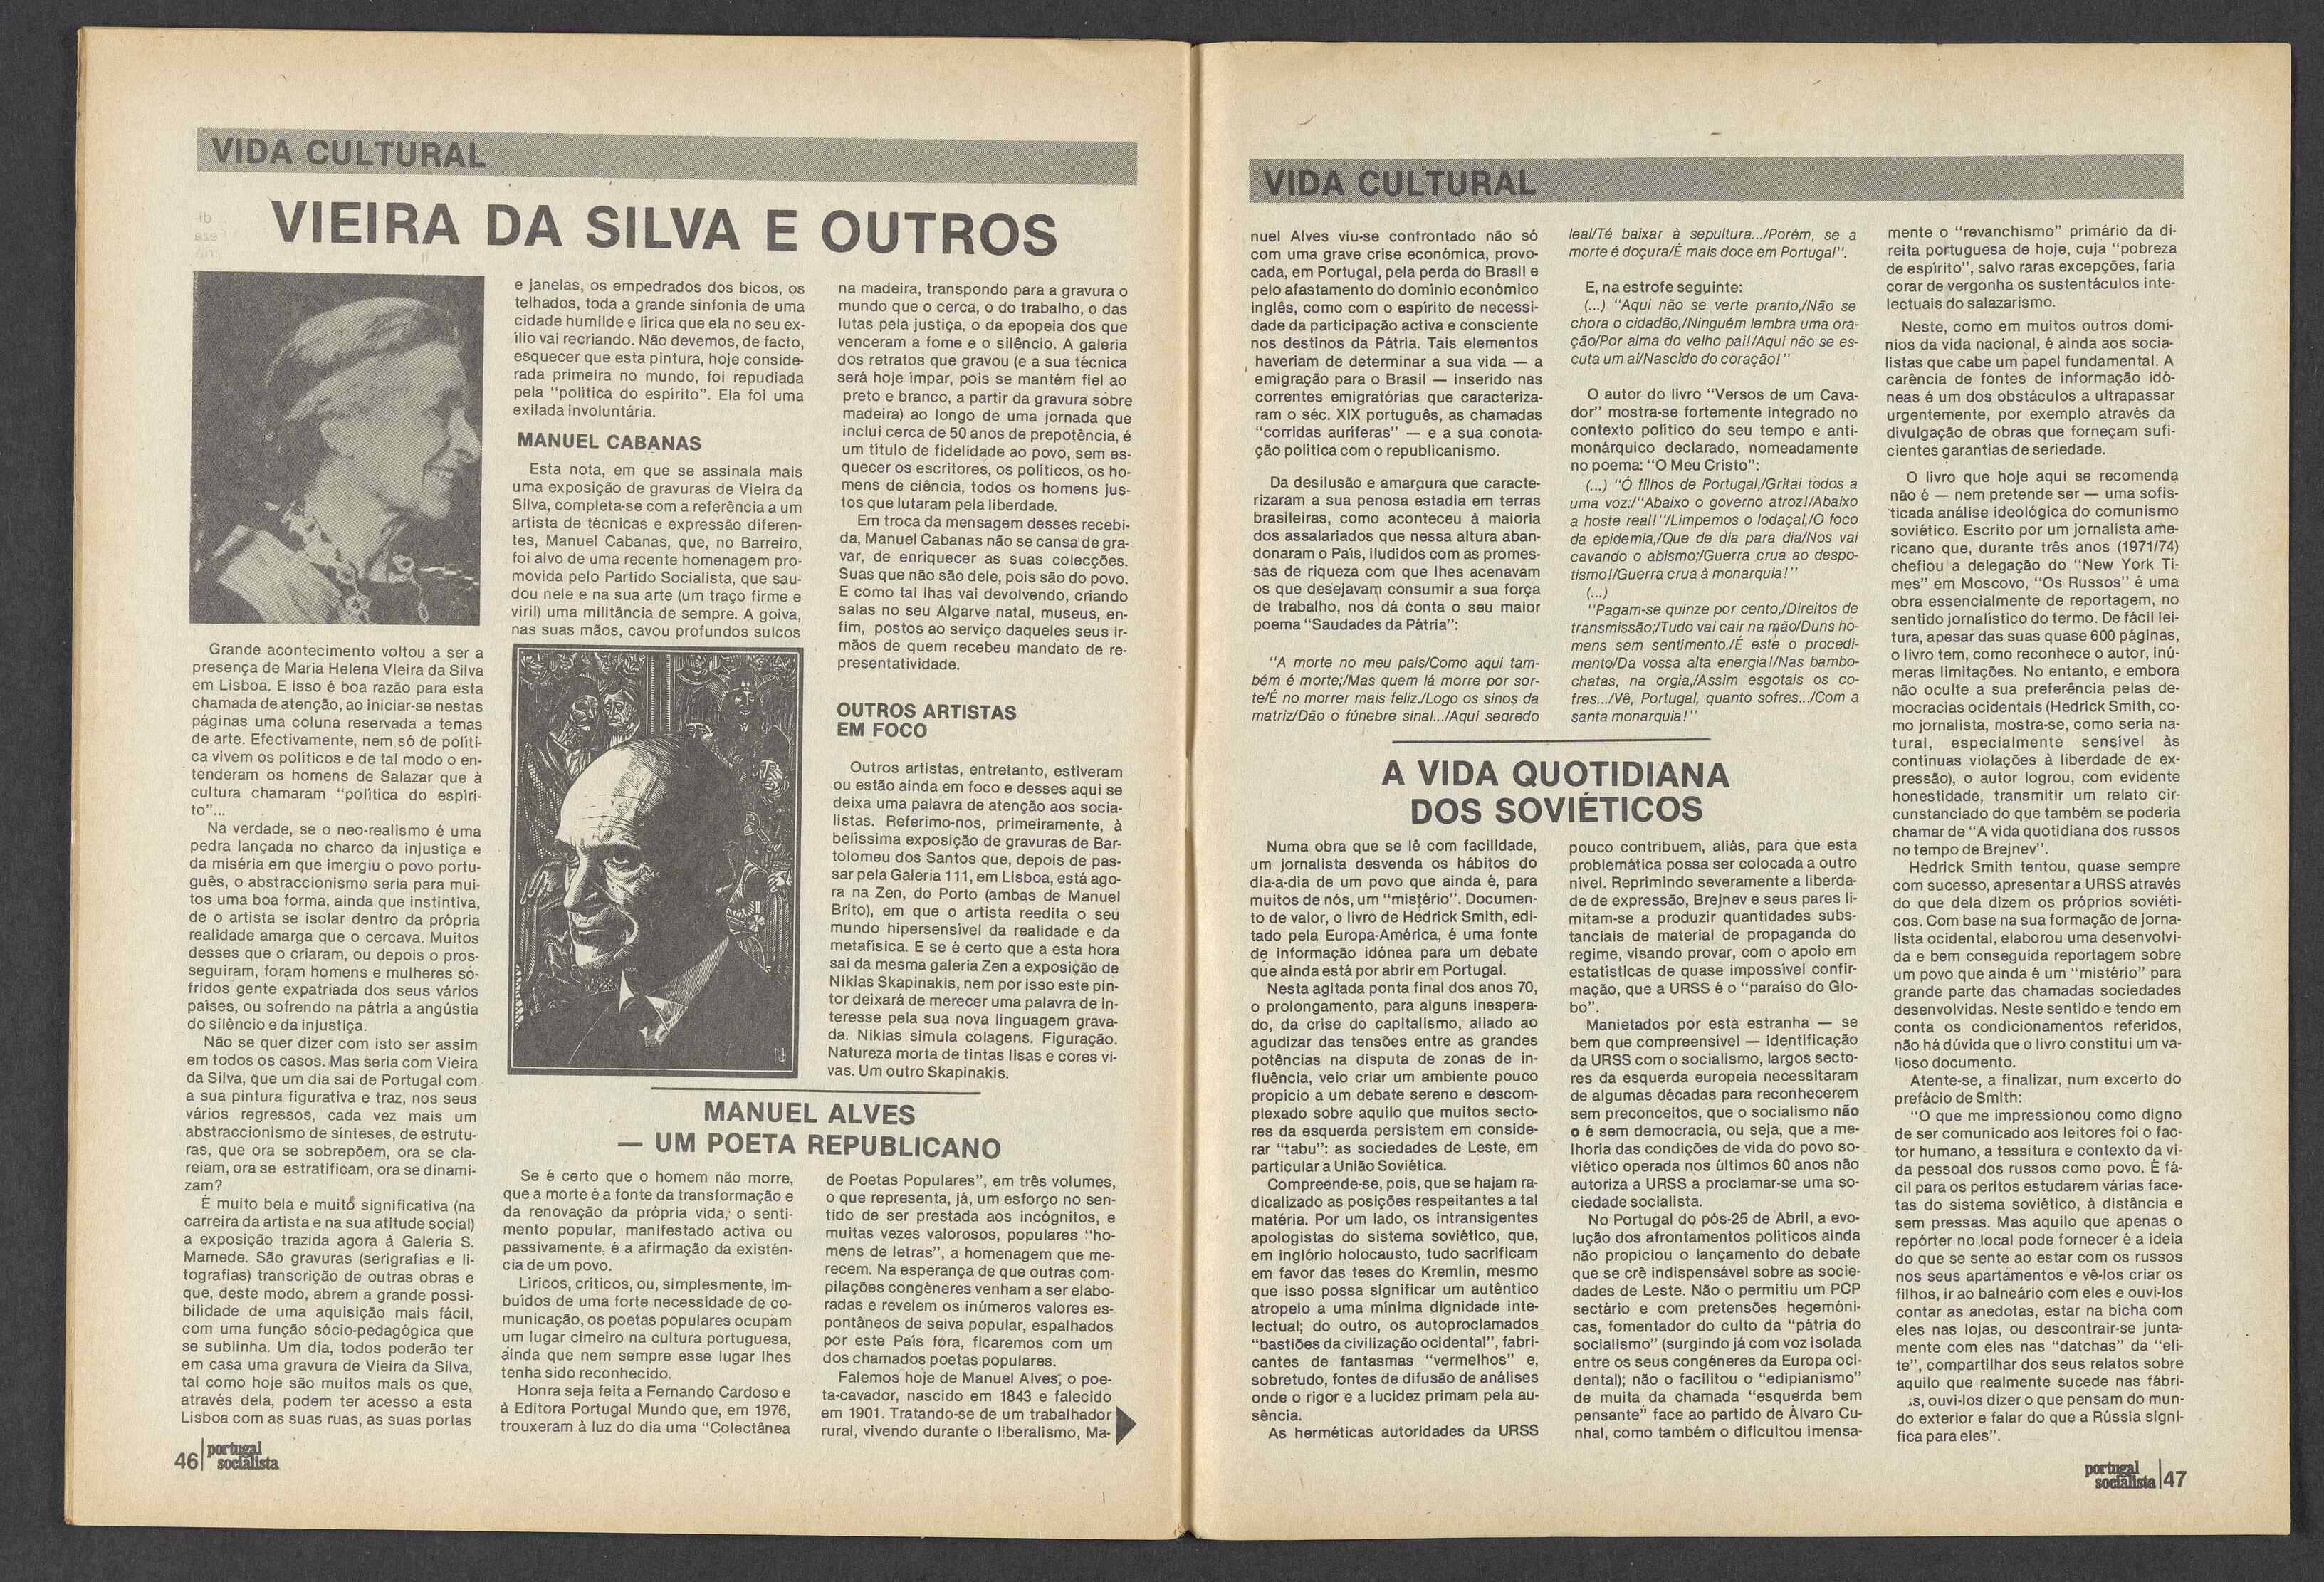 VIDA CULTURAL
VIEIRA DA SILVA E OUTROS
Grande acontecimento voltou a ser a
presença de Maria Helena Vieira da Silva
em Lisboa. E isso é boa razão para esta
chamada de atenção, ao iniciar-se nestas
páginas uma coluna reservada a temas
de arte. Efectivamente, nem só de políti-
ca vivem os políticos e de tal modo o en-
tenderam os homens de Salazar que à
cultura chamaram "política do espíri-
to"...
Na verdade, se o neo-realismo é uma
pedra lançada no charco da injustiça e
da miséria em que imergiu o povo portu-
guês, o abstraccionismo seria para mui-
tos uma boa forma, ainda que instintiva,
de o artista se isolar dentro da própria
realidade amarga que o cercava. Muitos
desses que o criaram, ou depois o pros-
seguiram, foram homens e mulheres so-
fridos gente expatriada dos seus vários
países, ou sofrendo na pátria a angústia
do silêncio e da injustiça.
Não se quer dizer com isto ser assim
em todos os casos. Mas seria com Vieira
da Silva, que um dia sai de Portugal com
a sua pintura figurativa e traz, nos seus
vários regressos, cada vez mais um
abstraccionismo de sínteses, de estrutu-
ras, que ora se sobrepõem, ora se cla-
reiam, ora se estratificam, ora se dinami-
zam?
É muito bela e muito significativa (na
carreira da artista e na sua atitude social)
a exposição trazida agora à Galeria S.
Mamede. São gravuras (serigrafias e li-
tografias) transcrição de outras obras e
que, deste modo, abrem a grande possi-
bilidade de uma aquisição mais fácil,
com uma função sócio-pedagógica que
se sublinha. Um dia, todos poderão ter
em casa uma gravura de Vieira da Silva,
tal como hoje são muitos mais os que,
através dela, podem ter acesso a esta
Lisboa com as suas ruas, as suas portas
e janelas, os empedrados dos bicos, os
telhados, toda a grande sinfonia de uma
cidade humilde e lírica que ela no seu ex-
ílio vai recriando. Não devemos, de facto,
esquecer que esta pintura, hoje conside-
rada primeira no mundo, foi repudiada
pela "política do espírito". Ela foi uma
exilada involuntária.
MANUEL CABANAS
Esta nota, em que se assinala mais
uma exposição de gravuras de Vieira da
Silva, completa-se com a referência a um
artista de técnicas e expressão diferen-
tes, Manuel Cabanas, que, no Barreiro,
foi alvo de uma recente homenagem pro-
movida pelo Partido Socialista, que sau-
dou nele e na sua arte (um traço firme e
viril) uma militância de sempre. A goiva,
nas suas mãos, cavou profundos sulcos
na madeira, transpondo para a gravura o
mundo que o cerca, o do trabalho, o das
lutas pela justiça, o da epopeia dos que
venceram a fome e o silêncio. A galeria
dos retratos que gravou (e a sua técnica
será hoje ímpar, pois se mantém fiel ao
preto e branco, a partir da gravura sobre
madeira) ao longo de uma jornada que
inclui cerca de 50 anos de prepotência, é
um título de fidelidade ao povo, sem es-
quecer os escritores, os políticos, os ho-
mens de ciência, todos os homens jus-
tos que lutaram pela liberdade.
Em troca da mensagem desses recebi-
da, Manuel Cabanas não se cansa de gra-
var, de enriquecer as suas colecções.
Suas que não são dele, pois são do povo.
E como tal lhas vai devolvendo, criando
salas no seu Algarve natal, museus, en-
fim, postos ao serviço daqueles seus ir-
mãos de quem recebeu mandato de re-
presentatividade.
OUTROS ARTISTAS
EM FOCO
Outros artistas, entretanto, estiveram
ou estão ainda em foco e desses aqui se
deixa uma palavra de atenção aos socia-
listas. Referimo-nos, primeiramente, à
belíssima exposição de gravuras de Bar-
tolomeu dos Santos que, depois de pas-
sar pela Galeria 111, em Lisboa, está ago-
ra na Zen, do Porto (ambas de Manuel
Brito), em que o artista reedita o seu
mundo hipersensível da realidade e da
metafísica. E se é certo que a esta hora
sai da mesma galeria Zen a exposição de
Nikias Skapinakis, nem por isso este pin-
tor deixará de merecer uma palavra de in-
teresse pela sua nova linguagem grava-
da. Nikias simula colagens. Figuração.
Natureza morta de tintas lisas e cores vi-
vas. Um outro Skapinakis.
MANUEL ALVES
— UM POETA REPUBLICANO
Se é certo que o homem não morre,
que a morte é a fonte da transformação e
da renovação da própria vida, o senti-
mento popular, manifestado activa ou
passivamente, é a afirmação da existên-
cia de um povo.
Líricos, críticos, ou, simplesmente, im-
buídos de uma forte necessidade de co-
municação, os poetas populares ocupam
um lugar cimeiro na cultura portuguesa,
ainda que nem sempre esse lugar lhes
tenha sido reconhecido.
Honra seja feita a Fernando Cardoso e
à Editora Portugal Mundo que, em 1976,
trouxeram à luz do dia uma "Colectânea
de Poetas Populares", em três volumes,
o que representa, já, um esforço no sen-
tido de ser prestada aos incógnitos, e
muitas vezes valorosos, populares "ho-
mens de letras", a homenagem que me-
recem. Na esperança de que outras com-
pilações congéneres venham a ser elabo-
radas e revelem os inúmeros valores es-
pontâneos de seiva popular, espalhados
por este País fora, ficaremos com um
dos chamados poetas populares.
Falemos hoje de Manuel Alves, o poe-
ta-cavador, nascido em 1843 e falecido
em 1901. Tratando-se de um trabalhador
rural, vivendo durante o liberalismo, Ma-
46 portugal
socialista
VIDA CULTURAL
nuel Alves viu-se confrontado não só
com uma grave crise económica, provo-
cada, em Portugal, pela perda do Brasil e
pelo afastamento do domínio económico
inglês, como com o espírito de necessi-
dade da participação activa e consciente
nos destinos da Pátria. Tais elementos
haveriam de determinar a sua vida — a
emigração para o Brasil — inserido nas
correntes emigratórias que caracteriza-
ram o séc. XIX português, as chamadas
"corridas auríferas" — e a sua conota-
ção política com o republicanismo.
Da desilusão e amargura que caracte-
rizaram a sua penosa estadia em terras
brasileiras, como aconteceu à maioria
dos assalariados que nessa altura aban-
donaram o País, iludidos com as promes-
sas de riqueza com que lhes acenavam
os que desejavam consumir a sua força
de trabalho, nos dá conta o seu maior
poema "Saudades da Pátria":
"A morte no meu país/Como aqui tam-
bém é morte;/Mas quem lá morre por sor-
te/É no morrer mais feliz./Logo os sinos da
matriz/Dão o fúnebre sinal.../Aqui segredo
leal/Té baixar à sepultura.../Porém, se a
morte é doçura/É mais doce em Portugal".
E, na estrofe seguinte:
(...) "Aqui não se verte pranto,/Não se
chora o cidadão,/Ninguém lembra uma ora-
ção/Por alma do velho pai!/Aqui não se es-
cuta um ai/Nascido do coração!"
O autor do livro "Versos de um Cava-
dor" mostra-se fortemente integrado no
contexto político do seu tempo e anti-
monárquico declarado, nomeadamente
no poema: "O Meu Cristo":
(...) "Ó filhos de Portugal,/Gritai todos a
uma voz:/"Abaixo o governo atroz!/Abaixo
a hoste real!"/Limpemos o lodaçal,/O foco
da epidemia,/Que de dia para dia/Nos vai
cavando o abismo;/Guerra crua ao despo-
tismo!/Guerra crua à monarquia!"
(...)
"Pagam-se quinze por cento,/Direitos de
transmissão;/Tudo vai cair na mão/Duns ho-
mens sem sentimento./É este o procedi-
mento/Da vossa alta energia!/Nas bambo-
chatas, na orgia,/Assim esgotais os co-
fres.../Vê, Portugal, quanto sofres.../Com a
santa monarquia!"
A VIDA QUOTIDIANA
DOS SOVIÉTICOS
Numa obra que se lê com facilidade,
um jornalista desvenda os hábitos do
dia-a-dia de um povo que ainda é, para
muitos de nós, um "mistério". Documen-
to de valor, o livro de Hedrick Smith, edi-
tado pela Europa-América, é uma fonte
de informação idónea para um debate
que ainda está por abrir em Portugal.
Nesta agitada ponta final dos anos 70,
o prolongamento, para alguns inespera-
do, da crise do capitalismo, aliado ao
agudizar das tensões entre as grandes
potências na disputa de zonas de in-
fluência, veio criar um ambiente pouco
propício a um debate sereno e descom-
plexado sobre aquilo que muitos secto-
res da esquerda persistem em conside-
rar "tabu": as sociedades de Leste, em
particular a União Soviética.
Compreende-se, pois, que se hajam ra-
dicalizado as posições respeitantes a tal
matéria. Por um lado, os intransigentes
apologistas do sistema soviético, que,
em inglório holocausto, tudo sacrificam
em favor das teses do Kremlin, mesmo
que isso possa significar um autêntico
atropelo a uma mínima dignidade inte-
lectual; do outro, os autoproclamados
"bastiões da civilização ocidental", fabri-
cantes de fantasmas "vermelhos" e,
sobretudo, fontes de difusão de análises
onde o rigor e a lucidez primam pela au-
sência.
As herméticas autoridades da URSS
pouco contribuem, aliás, para que esta
problemática possa ser colocada a outro
nível. Reprimindo severamente a liberda-
de de expressão, Brejnev e seus pares li-
mitam-se a produzir quantidades subs-
tanciais de material de propaganda do
regime, visando provar, com o apoio em
estatísticas de quase impossível confir-
mação, que a URSS é o "paraíso do Glo-
bo".
Manietados por esta estranha — se
bem que compreensível — identificação
da URSS com o socialismo, largos secto-
res da esquerda europeia necessitaram
de algumas décadas para reconhecerem
sem preconceitos, que o socialismo não
o é sem democracia, ou seja, que a me-
lhoria das condições de vida do povo so-
viético operada nos últimos 60 anos não
autoriza a URSS a proclamar-se uma so-
ciedade socialista.
No Portugal do pós-25 de Abril, a evo-
lução dos afrontamentos políticos ainda
não propiciou o lançamento do debate
que se crê indispensável sobre as socie-
dades de Leste. Não o permitiu um PCP
sectário e com pretensões hegemóni-
cas, fomentador do culto da "pátria do
socialismo" (surgindo já com voz isolada
entre os seus congéneres da Europa oci-
dental); não o facilitou o "edipianismo"
de muita da chamada "esquerda bem
pensante" face ao partido de Álvaro Cu-
nhal, como também o dificultou imensa-
mente o "revanchismo" primário da di-
reita portuguesa de hoje, cuja "pobreza
de espírito", salvo raras excepções, faria
corar de vergonha os sustentáculos inte-
lectuais do salazarismo.
Neste, como em muitos outros domí-
nios da vida nacional, é ainda aos socia-
listas que cabe um papel fundamental. A
carência de fontes de informação idó-
neas é um dos obstáculos a ultrapassar
urgentemente, por exemplo através da
divulgação de obras que forneçam sufi-
cientes garantias de seriedade.
O livro que hoje aqui se recomenda
não é — nem pretende ser — uma sofis-
ticada análise ideológica do comunismo
soviético. Escrito por um jornalista ame-
ricano que, durante três anos (1971/74)
chefiou a delegação do "New York Ti-
mes" em Moscovo, "Os Russos" é uma
obra essencialmente de reportagem, no
sentido jornalístico do termo. De fácil lei-
tura, apesar das suas quase 600 páginas,
o livro tem, como reconhece o autor, inú-
meras limitações. No entanto, e embora
não oculte a sua preferência pelas de-
mocracias ocidentais (Hedrick Smith, co-
mo jornalista, mostra-se, como seria na-
tural, especialmente sensível às
contínuas violações à liberdade de ex-
pressão), o autor logrou, com evidente
honestidade, transmitir um relato cir-
cunstanciado do que também se poderia
chamar de "A vida quotidiana dos russos
no tempo de Brejnev".
Hedrick Smith tentou, quase sempre
com sucesso, apresentar a URSS através
do que dela dizem os próprios soviéti-
cos. Com base na sua formação de jorna-
lista ocidental, elaborou uma desenvolvi-
da e bem conseguida reportagem sobre
um povo que ainda é um "mistério" para
grande parte das chamadas sociedades
desenvolvidas. Neste sentido e tendo em
conta os condicionamentos referidos,
não há dúvida que o livro constitui um va-
lioso documento.
Atente-se, a finalizar, num excerto do
prefácio de Smith:
"O que me impressionou como digno
de ser comunicado aos leitores foi o fac-
tor humano, a tessitura e contexto da vi-
da pessoal dos russos como povo. É fá-
cil para os peritos estudarem várias face-
tas do sistema soviético, à distância e
sem pressas. Mas aquilo que apenas o
repórter no local pode fornecer é a ideia
do que se sente ao estar com os russos
nos seus apartamentos e vê-los criar os
filhos, ir ao balneário com eles e ouvi-los
contar as anedotas, estar na bicha com
eles nas lojas, ou descontrair-se junta-
mente com eles nas "datchas" da "eli-
te", compartilhar dos seus relatos sobre
aquilo que realmente sucede nas fábri-
as, ouvi-los dizer o que pensam do mun-
do exterior e falar do que a Rússia signi-
fica para eles".
portugal
socialista 47